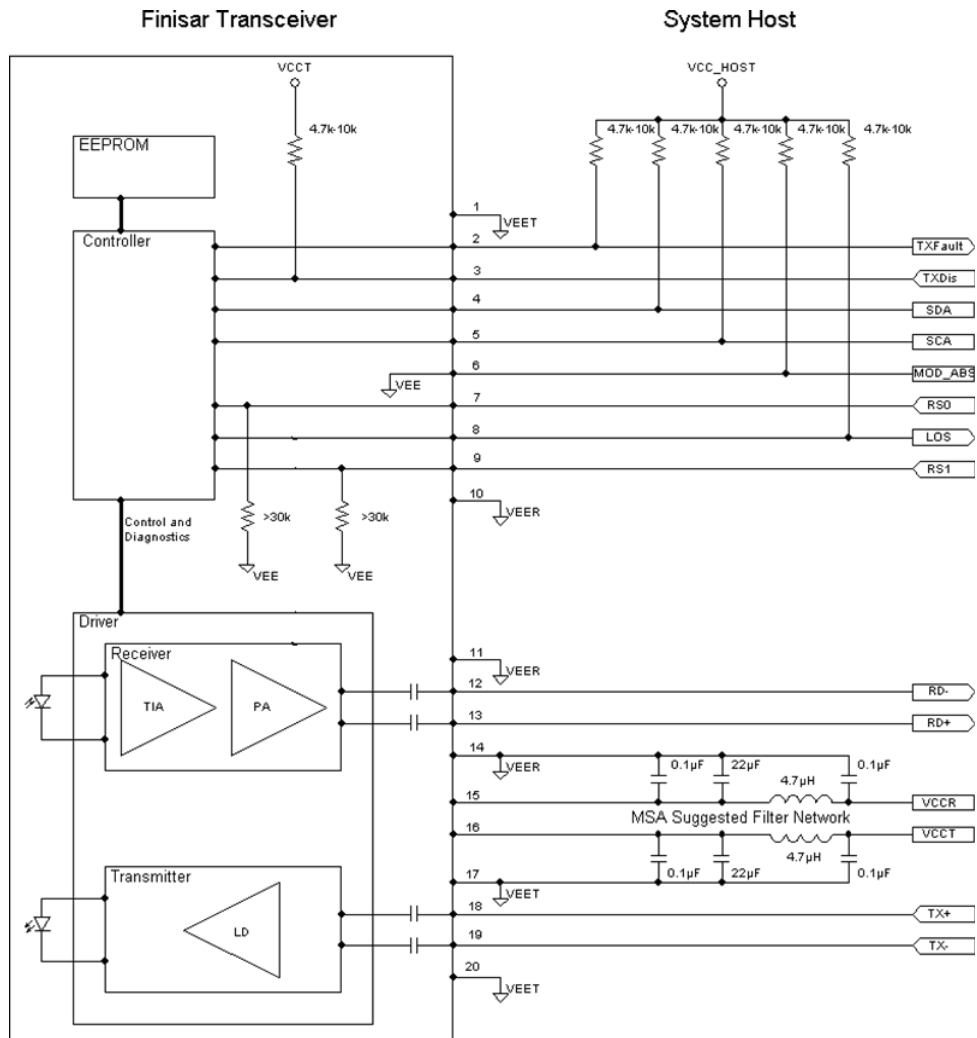 Finisar Transceiver
System Host
VCCT
VCC_HOST
4.7k-10k
4.7k-10k
4.7k-10k
4.7k-10k
4.7k-10k
4.7k-10k
EEPROM
Controller
1
VEET
2
TXFault
3
TXDis
4
SDA
5
SCA
6
VEE
MOD_ABS
7
RS0
8
LOS
9
RS1
10
VEER
>30k
>30k
VEE
VEE
Control and
Diagnostics
Driver
Receiver
TIA
PA
11
VEER
12
RD-
13
RD+
14
VEER
0.1µF
22µF
4.7µH
0.1µF
15
VCCR
MSA Suggested Filter Network
16
VCCT
4.7µH
0.1µF
22µF
0.1µF
17
VEET
Transmitter
LD
18
TX+
19
TX-
20
VEET